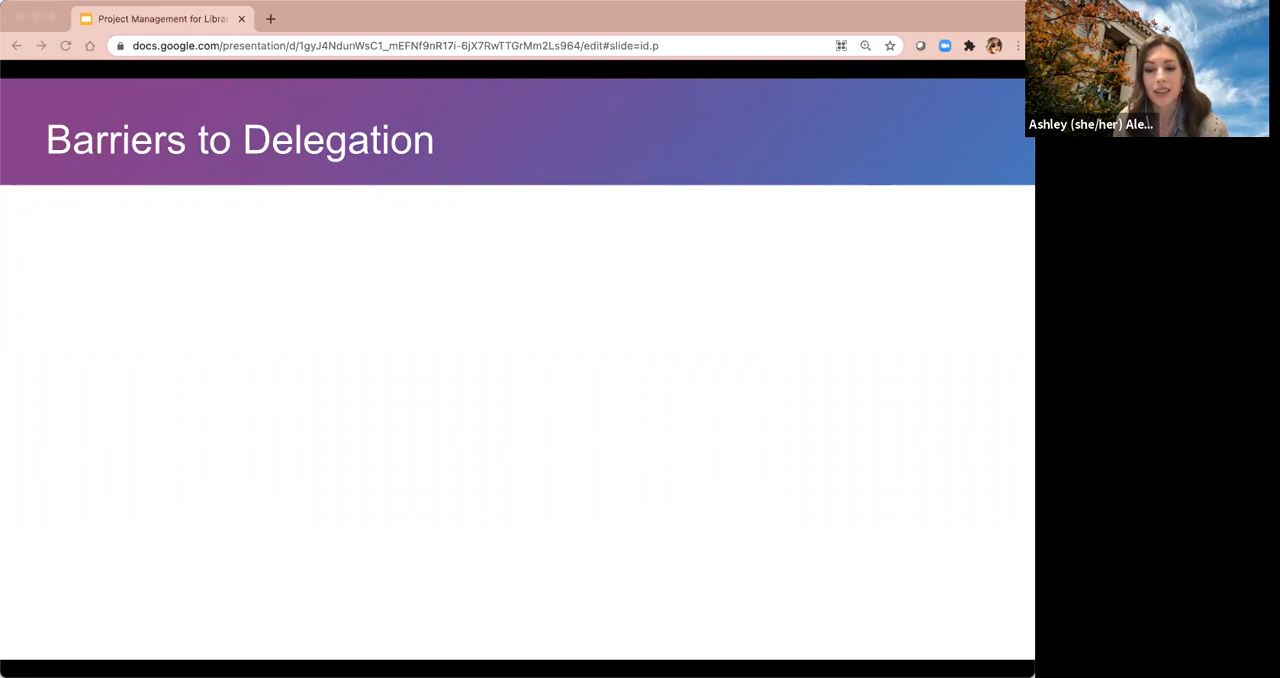 Project Management for Libra
docs.google.com/presentation/d/1gyJ4NdunWsC1_mEFNf9nR17i-6jX7RwTTGrMm2Ls964/edit#slide=id.p
Ashley (she/her) Ale...
Barriers to Delegation